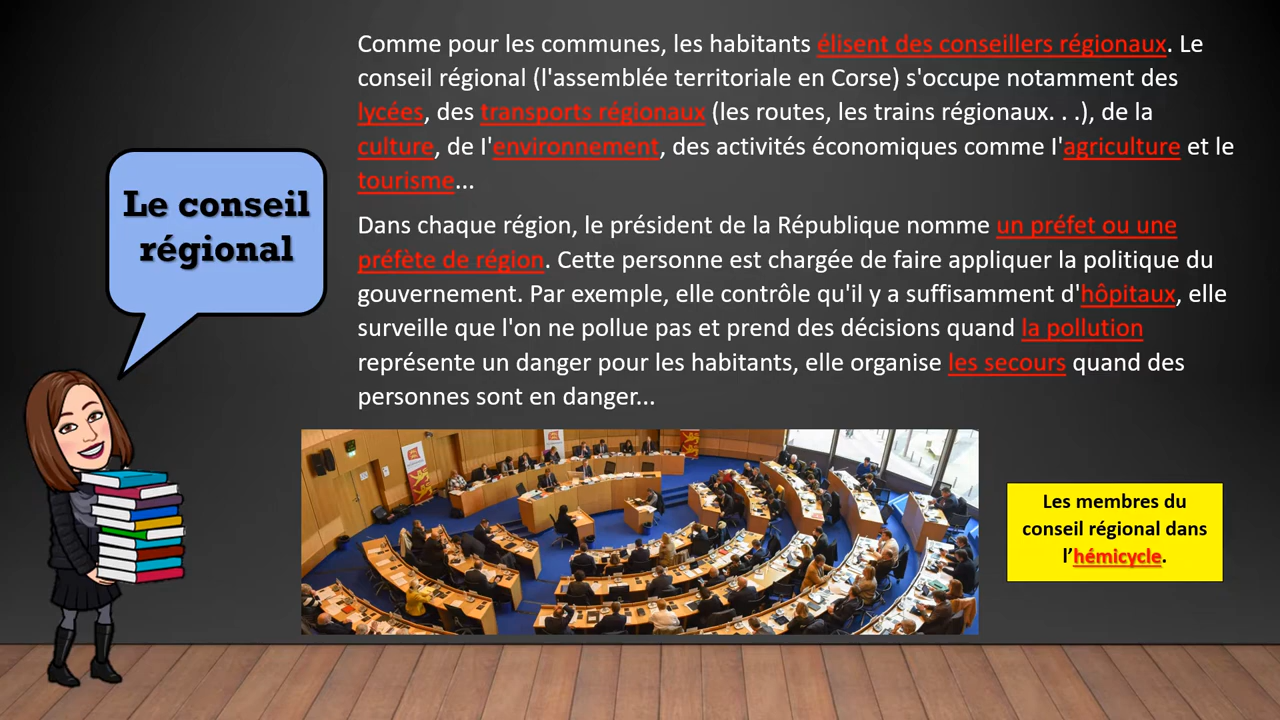 Comme pour les communes, les habitants élisent des conseillers régionaux. Le
conseil régional (l'assemblée territoriale en Corse) s'occupe notamment des
lycées, des transports régionaux (les routes, les trains régionaux. . .), de la
culture, de I'environnement, des activités économiques comme I'agriculture et le
tourisme...
Le conseil
régional
Dans chaque région, le président de la République nomme un préfet ou une
préfète de région. Cette personne est chargée de faire appliquer la politique du
gouvernement. Par exemple, elle contrôle qu'il y a suffisamment d'hôpitaux, elle
surveille que l'on ne pollue pas et prend des décisions quand la pollution
représente un danger pour les habitants, elle organise les secours quand des
personnes sont en danger...
Les membres du
conseil régional dans
l’hémicycle.